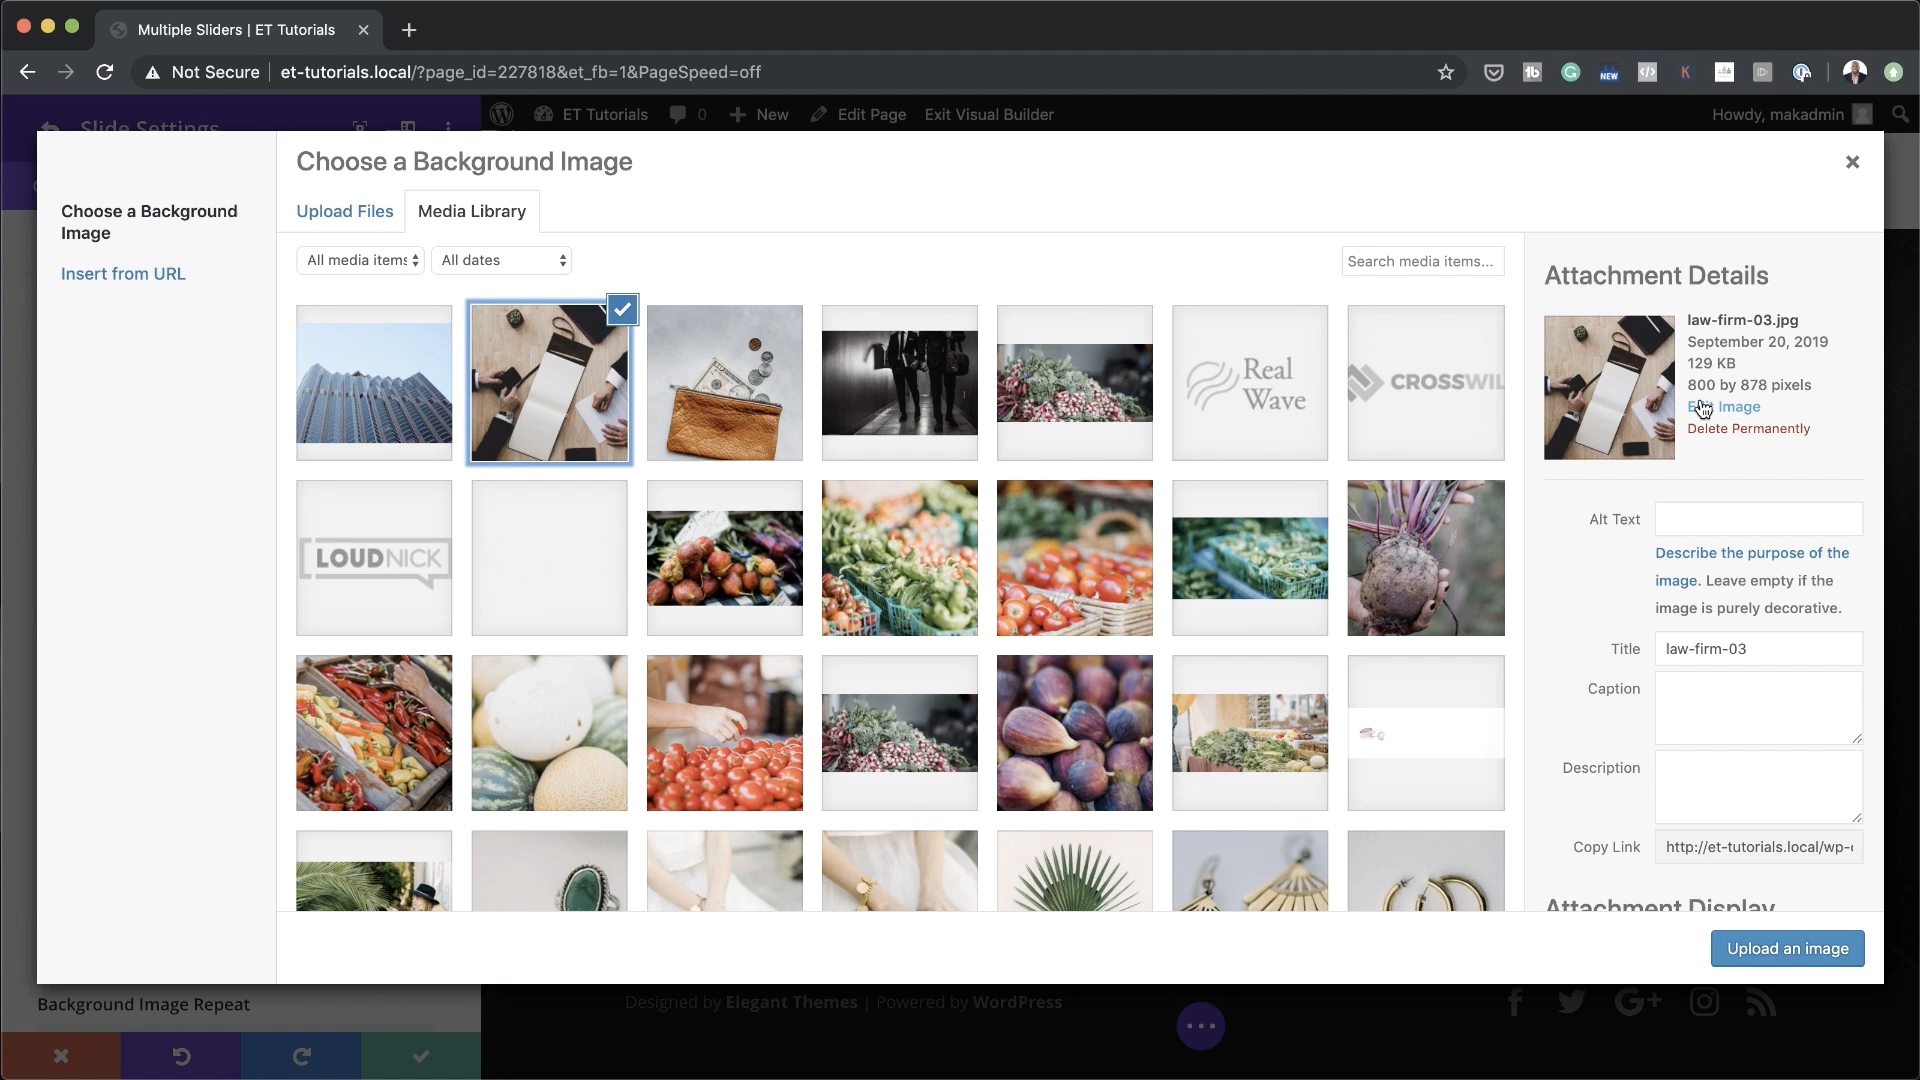 Multiple Sliders | ET Tutorials
Not Secure
et-tutorials.local/?page_id=227818&et_fb=1&PageSpeed=off
NEW
Slide Settings
ET Tutorials
0
New
Edit Page
Exit Visual Builder
Howdy, makadmin
Choose a Background
Image
Insert from URL
Choose a Background Image
Upload Files
Media Library
All media items
All dates
Search media items...
Real
Wave
CROSSWIL
LOUDNICK
Attachment Details
law-firm-03.jpg
September 20, 2019
129 KB
800 by 878 pixels
Edit Image
Delete Permanently
Alt Text
Describe the purpose of the
image. Leave empty if the
image is purely decorative.
Title
law-firm-03
Caption
Description
Copy Link
http://et-tutorials.local/wp-c
Attachment Display
Upload an image
Background Image Repeat
Designed by Elegant Themes | Powered by WordPress